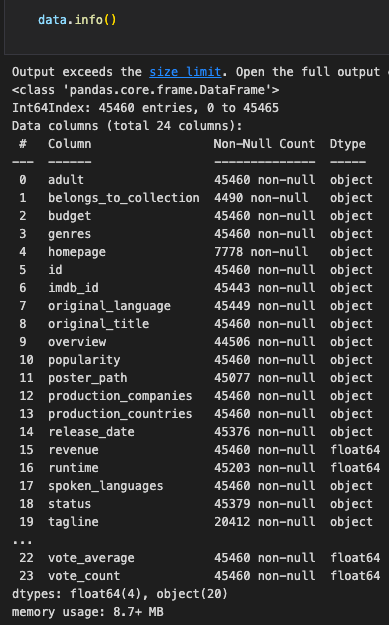 data.info()
Output exceeds the size limit. Open the full output
<class 'pandas.core.frame.DataFrame'>
Int64Index: 45460 entries, 0 to 45465
Data columns (total 24 columns):
 #   Column                 Non-Null Count  Dtype
---  ------                 --------------  -----
 0   adult                  45460 non-null  object
 1   belongs_to_collection  4490 non-null   object
 2   budget                 45460 non-null  object
 3   genres                 45460 non-null  object
 4   homepage               7778 non-null   object
 5   id                     45460 non-null  object
 6   imdb_id                45443 non-null  object
 7   original_language      45449 non-null  object
 8   original_title         45460 non-null  object
 9   overview               44506 non-null  object
 10  popularity             45460 non-null  object
 11  poster_path            45077 non-null  object
 12  production_companies   45460 non-null  object
 13  production_countries   45460 non-null  object
 14  release_date           45376 non-null  object
 15  revenue                45460 non-null  float64
 16  runtime                45203 non-null  float64
 17  spoken_languages       45460 non-null  object
 18  status                 45379 non-null  object
 19  tagline                20412 non-null  object
...
 22  vote_average           45460 non-null  float64
 23  vote_count             45460 non-null  float64
dtypes: float64(4), object(20)
memory usage: 8.7+ MB